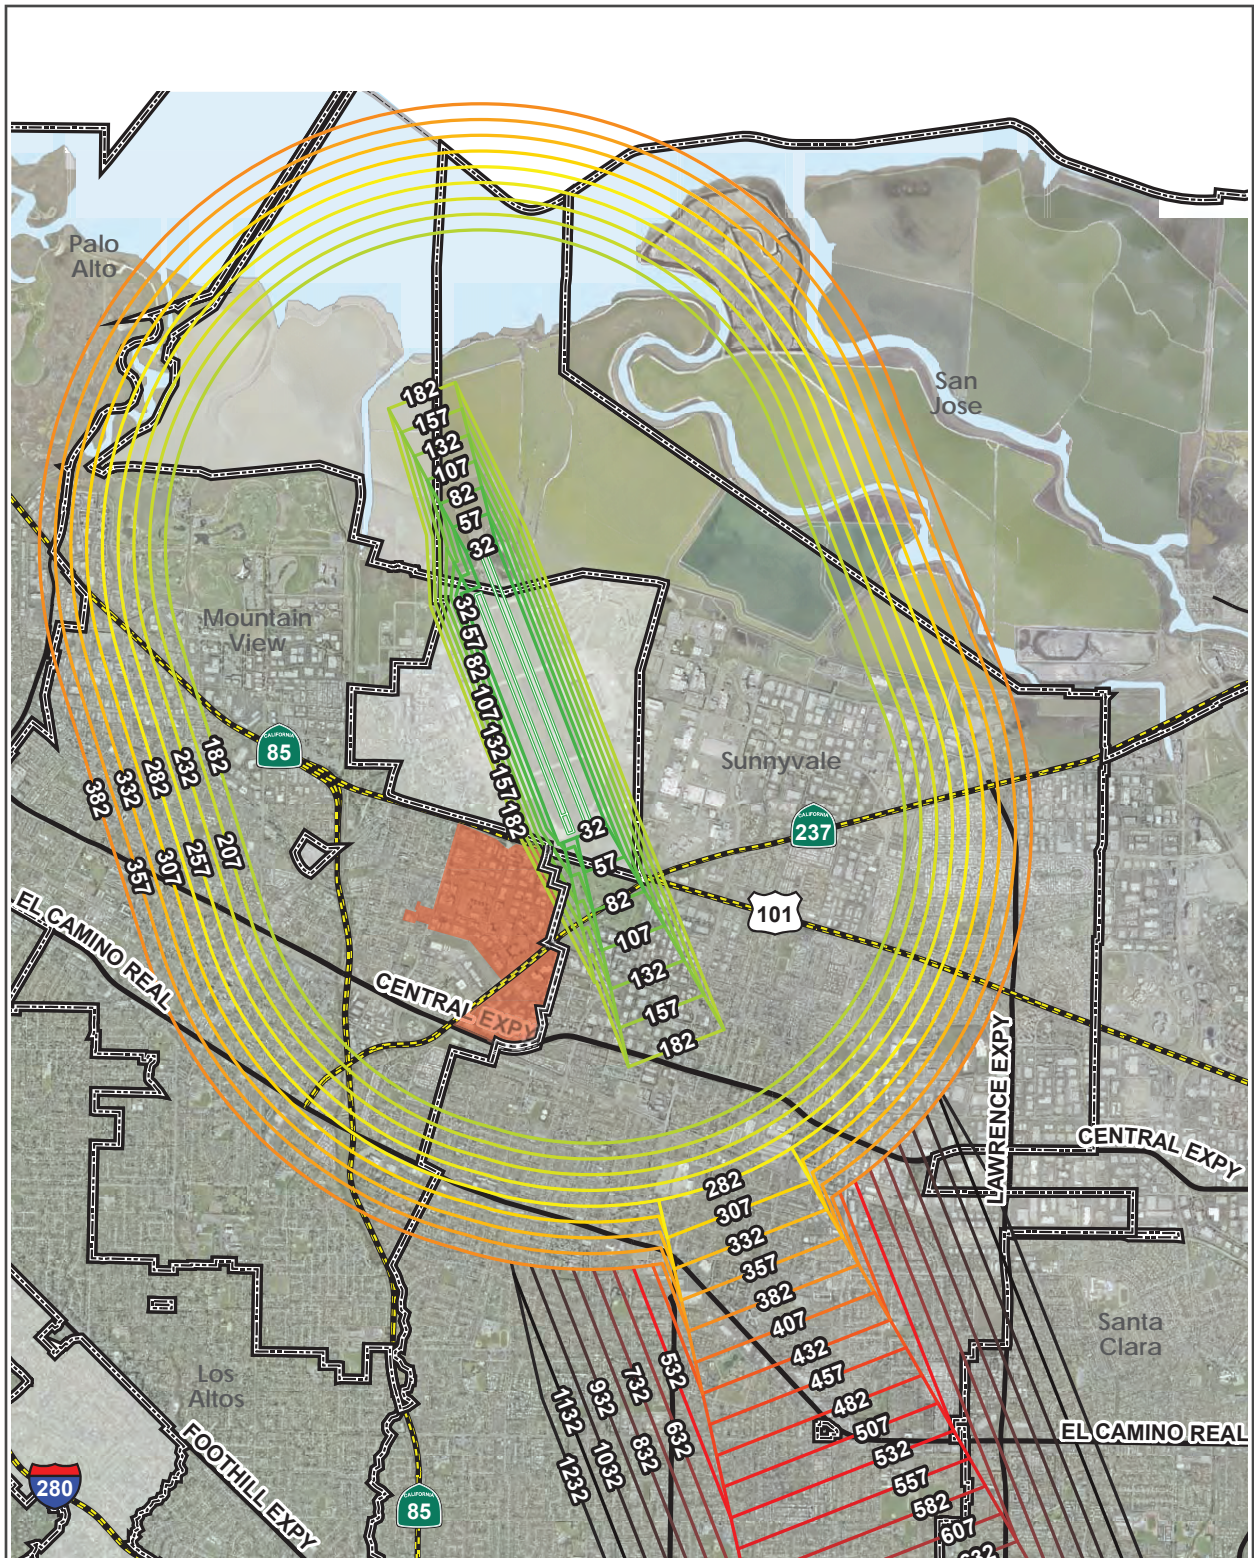 Palo
Alto
San
Jose
182
157
132
107
82
57
32
Mountain
View
32
57
82
107
132
157
182
CALIFORNIA
85
Sunnyvale
182
232
282
332
382
207
257
307
357
CALIFORNIA
237
101
32
57
82
107
132
157
182
EL CAMINO REAL
CENTRAL EXPY
LAWRENCE EXPY
CENTRAL EXPY
282
307
332
357
382
407
432
457
482
507
532
557
582
607
632
532
632
732
832
932
1032
1132
1232
Santa
Clara
Los
Altos
EL CAMINO REAL
FOOTHILL EXPY
280
CALIFORNIA
85